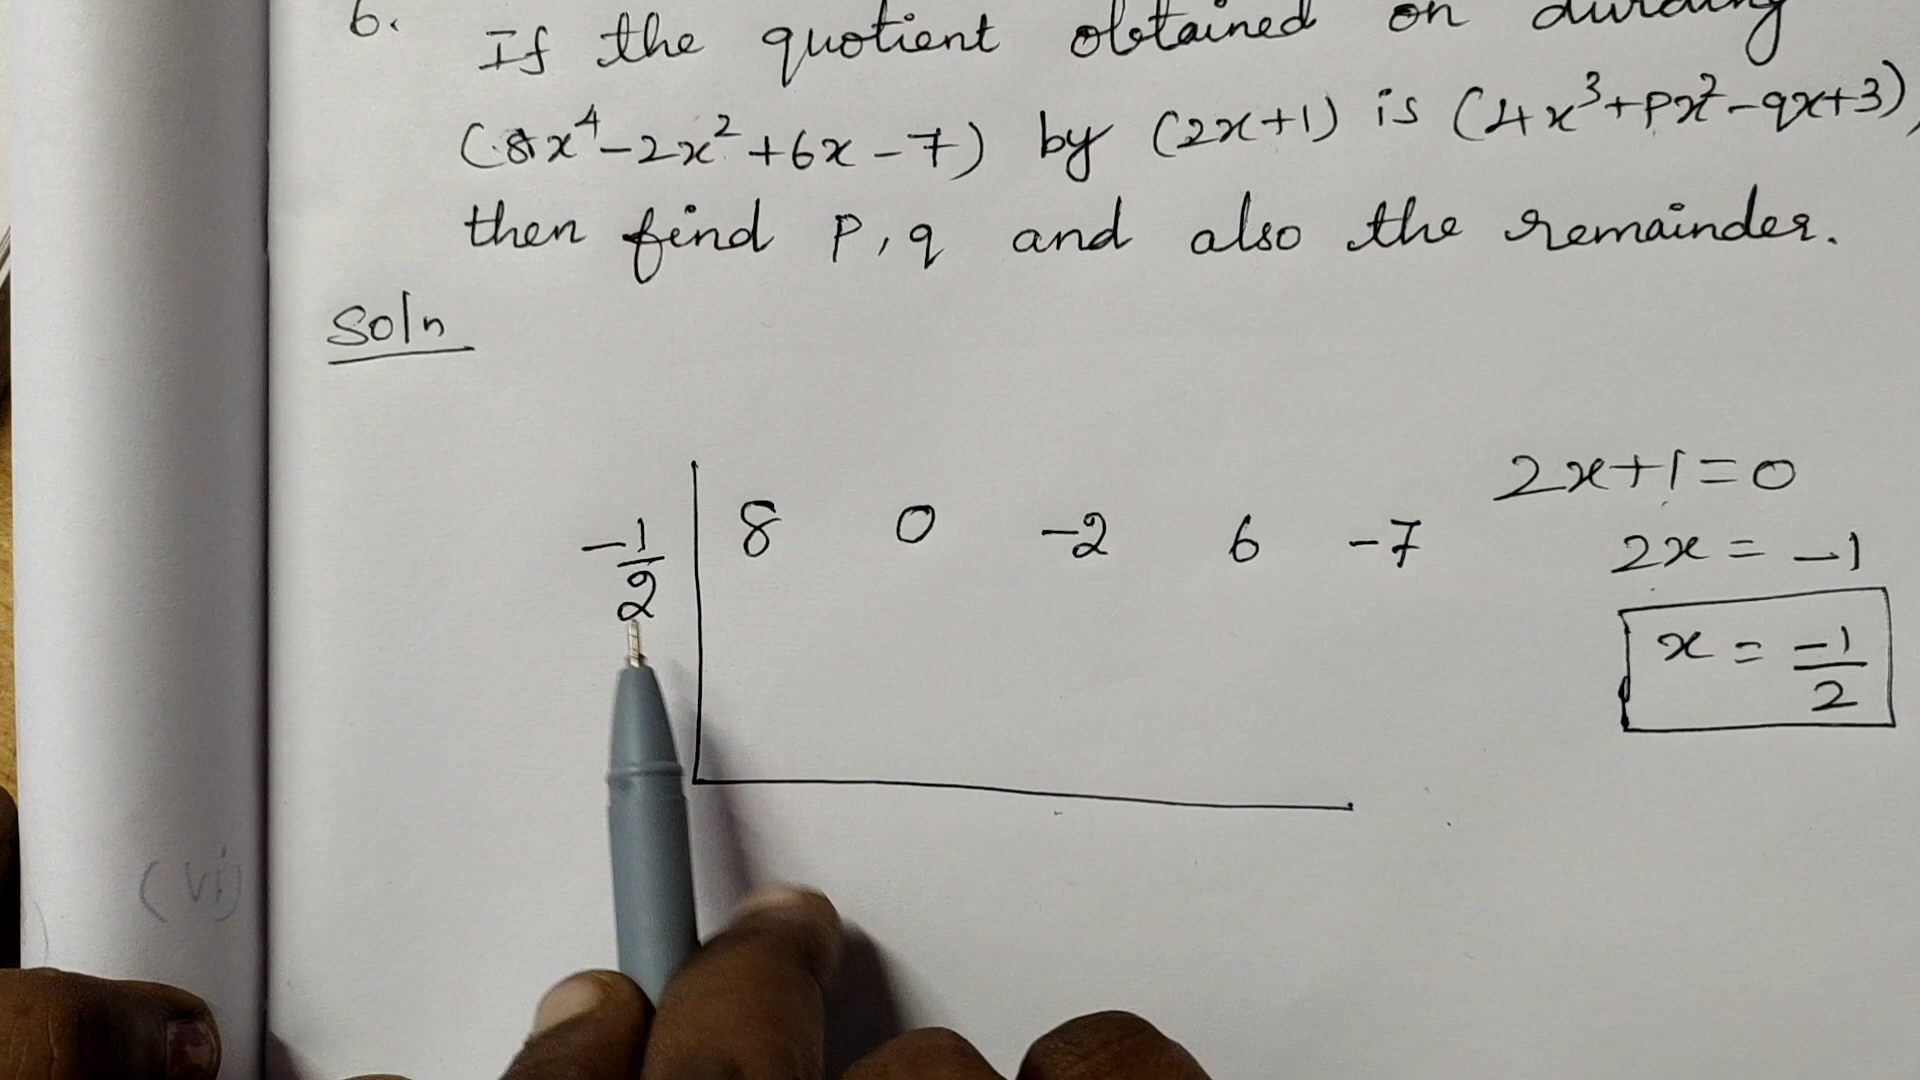 6. If the quotient obtained on dividing
(8x⁴-2x²+6x-7) by (2x+1) is (4x³+px²-qx+3),
then find p, q and also the remainder.
Soln
2x+1=0
-1/2 | 8 0 -2 6 -7
2x = -1
x = -1/2
(vi)